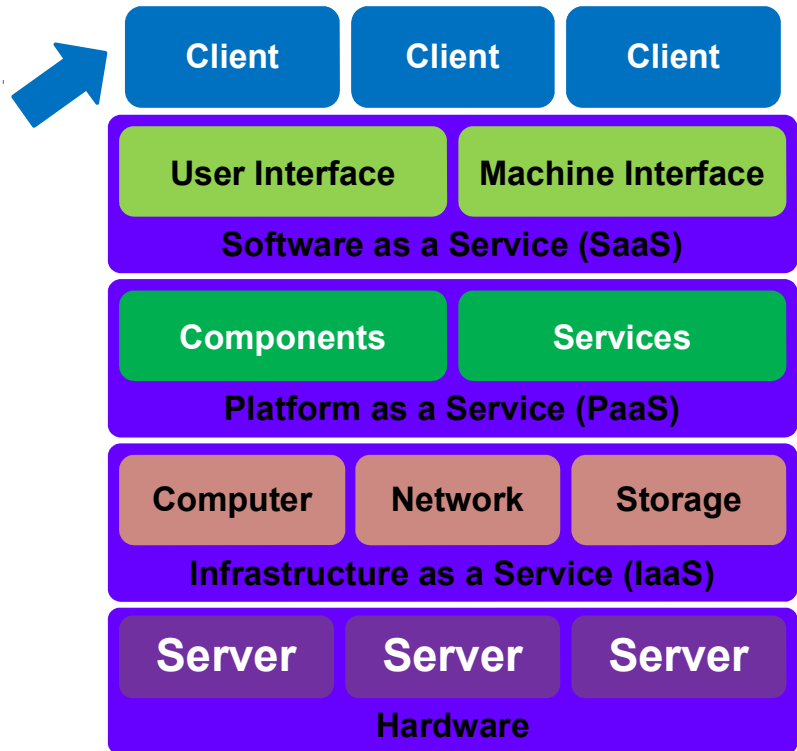 Client Client Client
User Interface Machine Interface
Software as a Service (SaaS)
Components Services
Platform as a Service (PaaS)
Computer Network Storage
Infrastructure as a Service (IaaS)
Server Server Server
Hardware